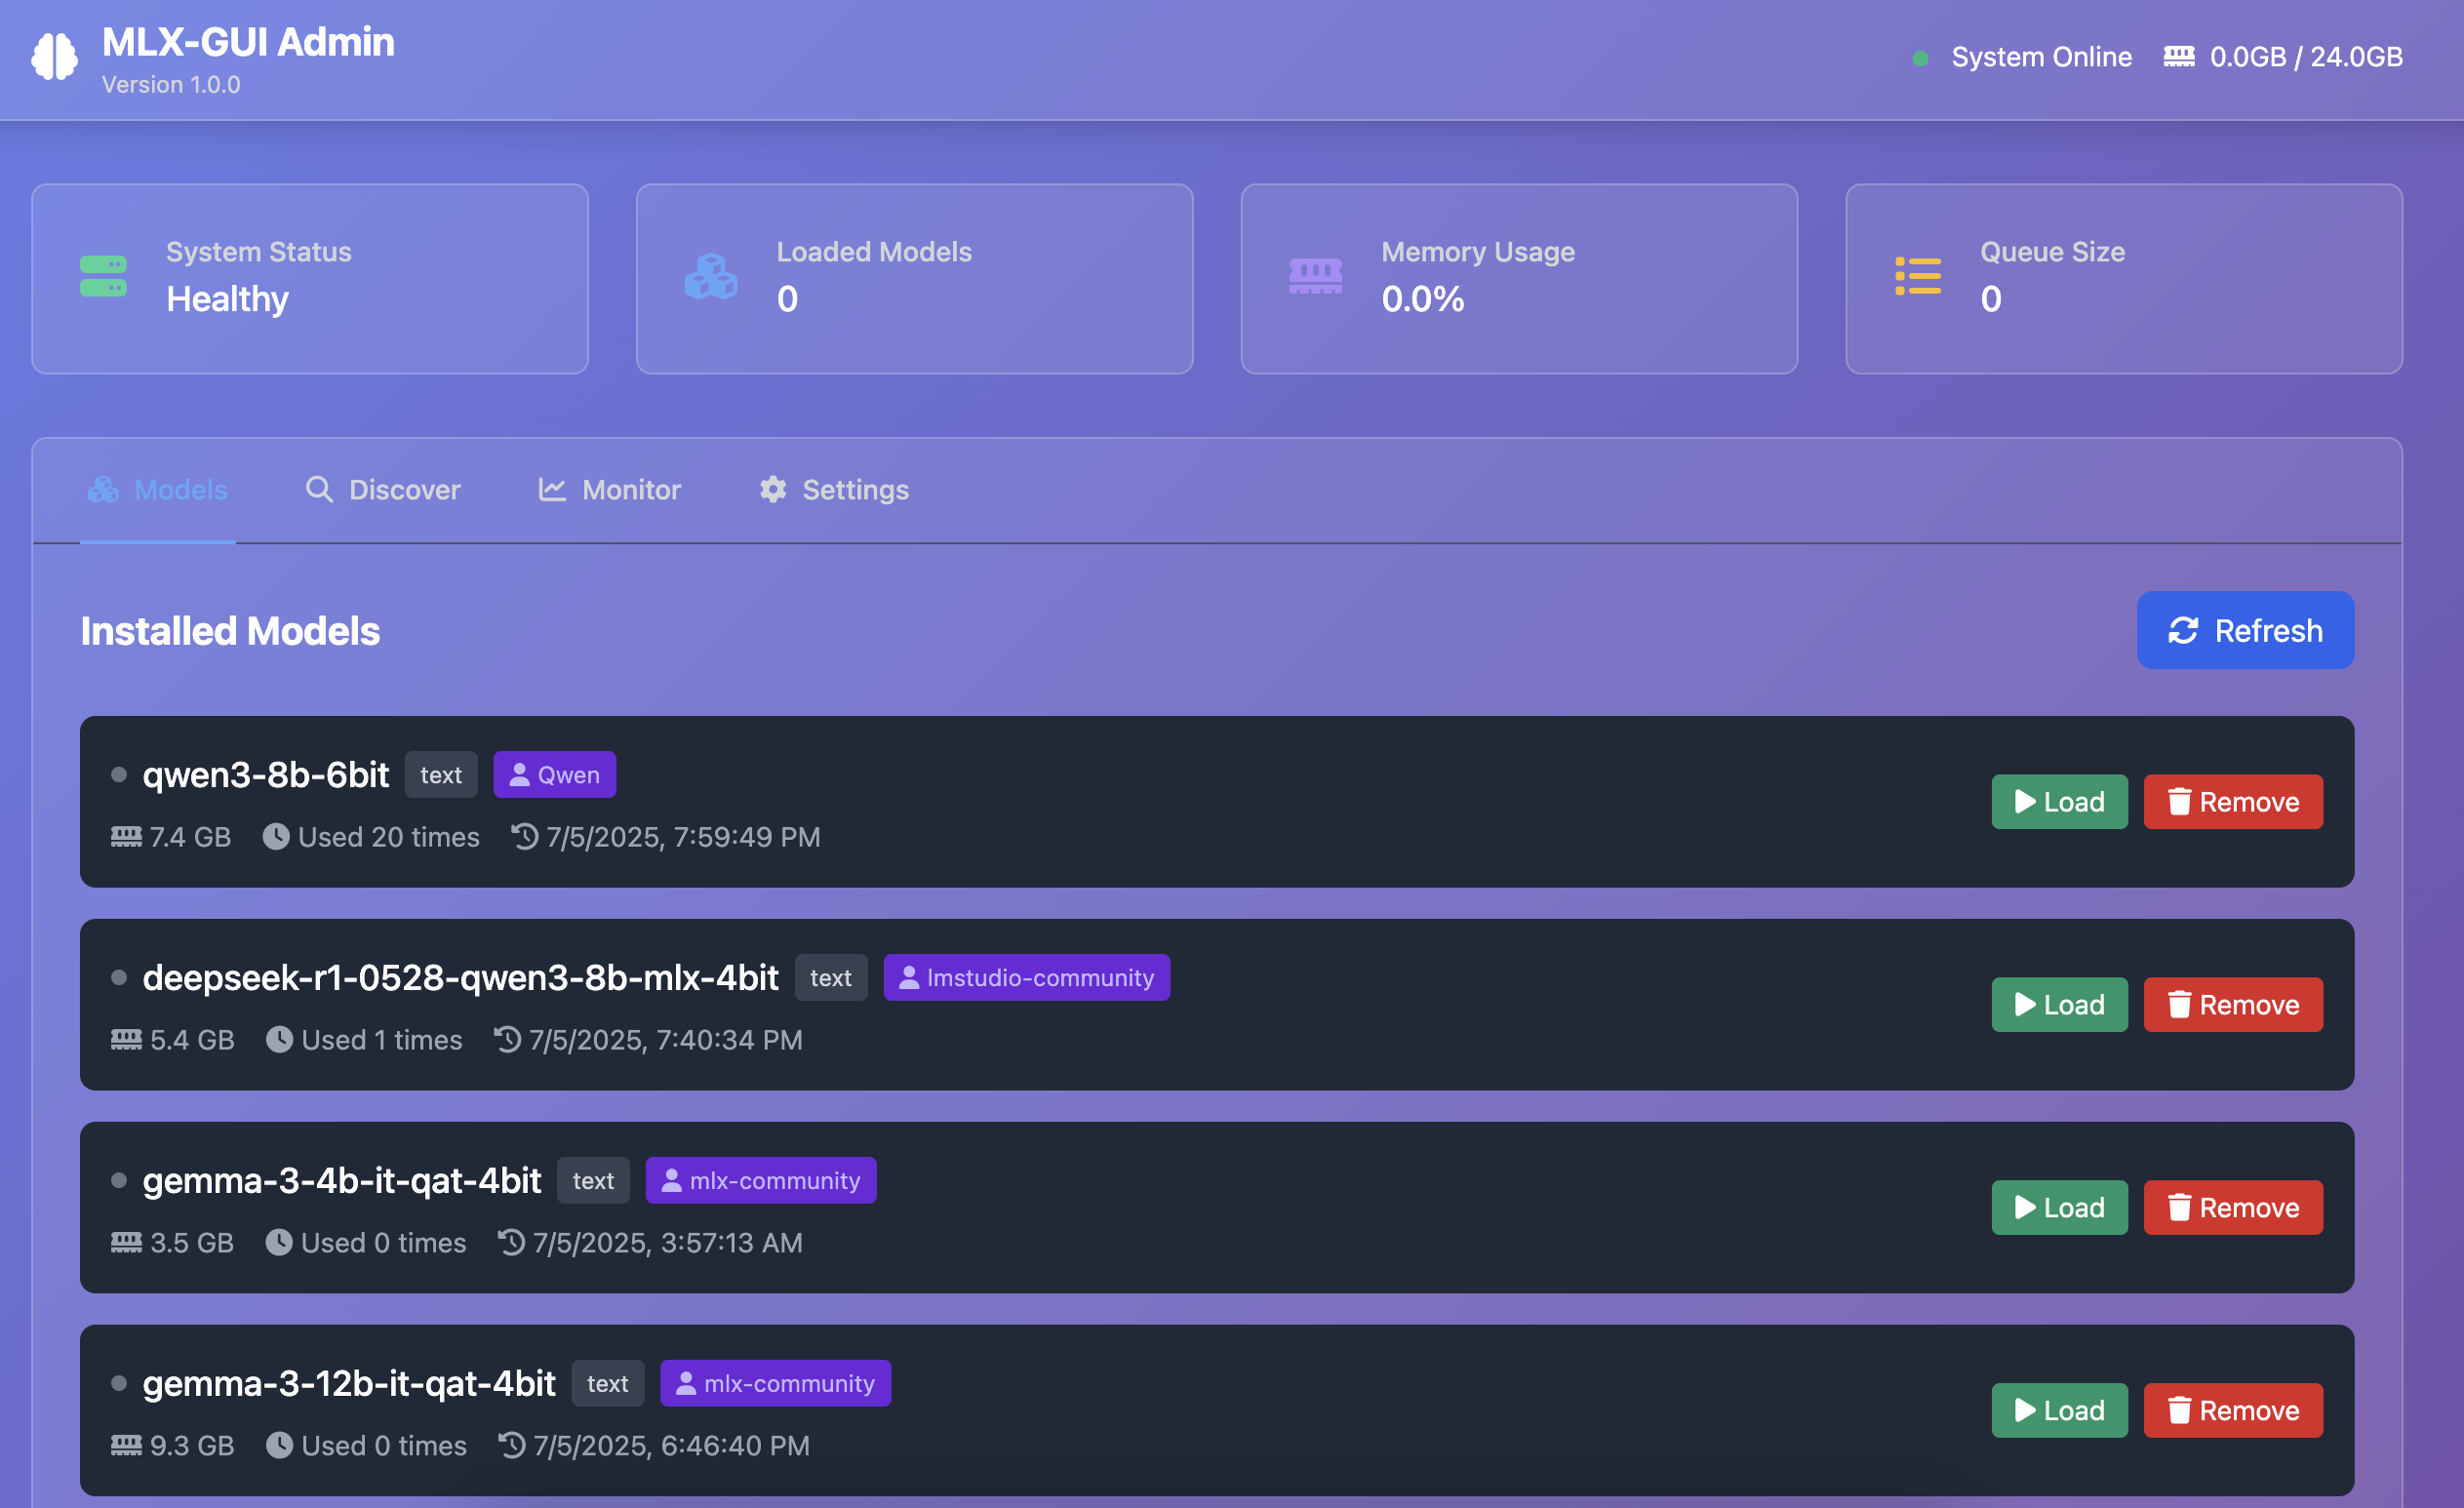 MLX-GUI Admin
Version 1.0.0
System Online 0.0GB / 24.0GB
System Status
Healthy
Loaded Models
0
Memory Usage
0.0%
Queue Size
0
Models Discover Monitor Settings
Installed Models
Refresh
qwen3-8b-6bit text Qwen
7.4 GB Used 20 times 7/5/2025, 7:59:49 PM
Load Remove
deepseek-r1-0528-qwen3-8b-mlx-4bit text lmstudio-community
5.4 GB Used 1 times 7/5/2025, 7:40:34 PM
Load Remove
gemma-3-4b-it-qat-4bit text mlx-community
3.5 GB Used 0 times 7/5/2025, 3:57:13 AM
Load Remove
gemma-3-12b-it-qat-4bit text mlx-community
9.3 GB Used 0 times 7/5/2025, 6:46:40 PM
Load Remove